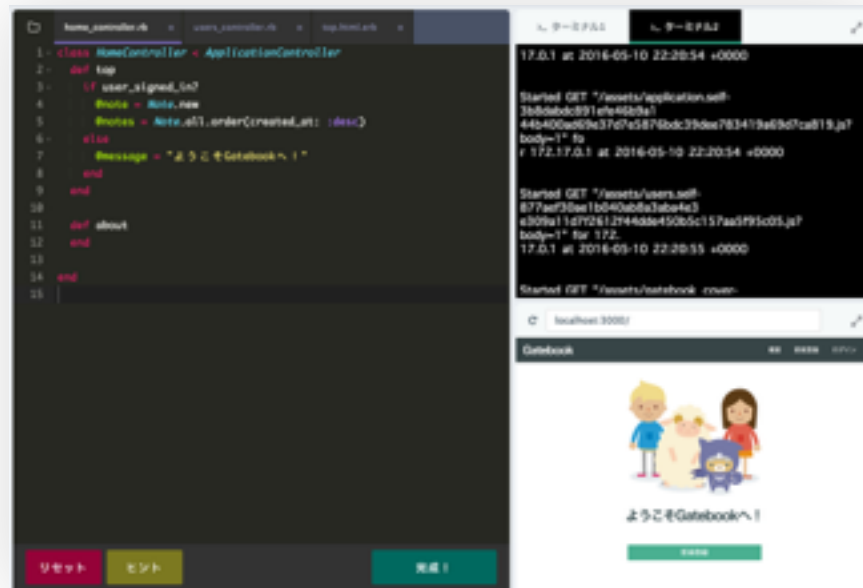 home_controller.rb
users_controller.rb
top.html.erb
1 class HomeController < ApplicationController
2 def top
3 if user_signed_in?
4 @note = Note.new
5 @notes = Note.all.order(created_at: :desc)
6 else
7 @message = "ようこそGatebookへ！"
8 end
9 end
10
11 def about
12 end
13
14 end
15
リセット
ヒント
完成！
ターミナル1
ターミナル2
17.0.1 at 2016-05-10 22:20:54 +0000
Started GET "/assets/application.self-
body=1" fo
r 172.17.0.1 at 2016-05-10 22:20:54 +0000
Started GET "/assets/users.self-
body=1" for 172.
17.0.1 at 2016-05-10 22:20:55 +0000
Started GET "/assets/gatebook-cover-
localhost:3000/
Gatebook
ログイン
ようこそGatebookへ！